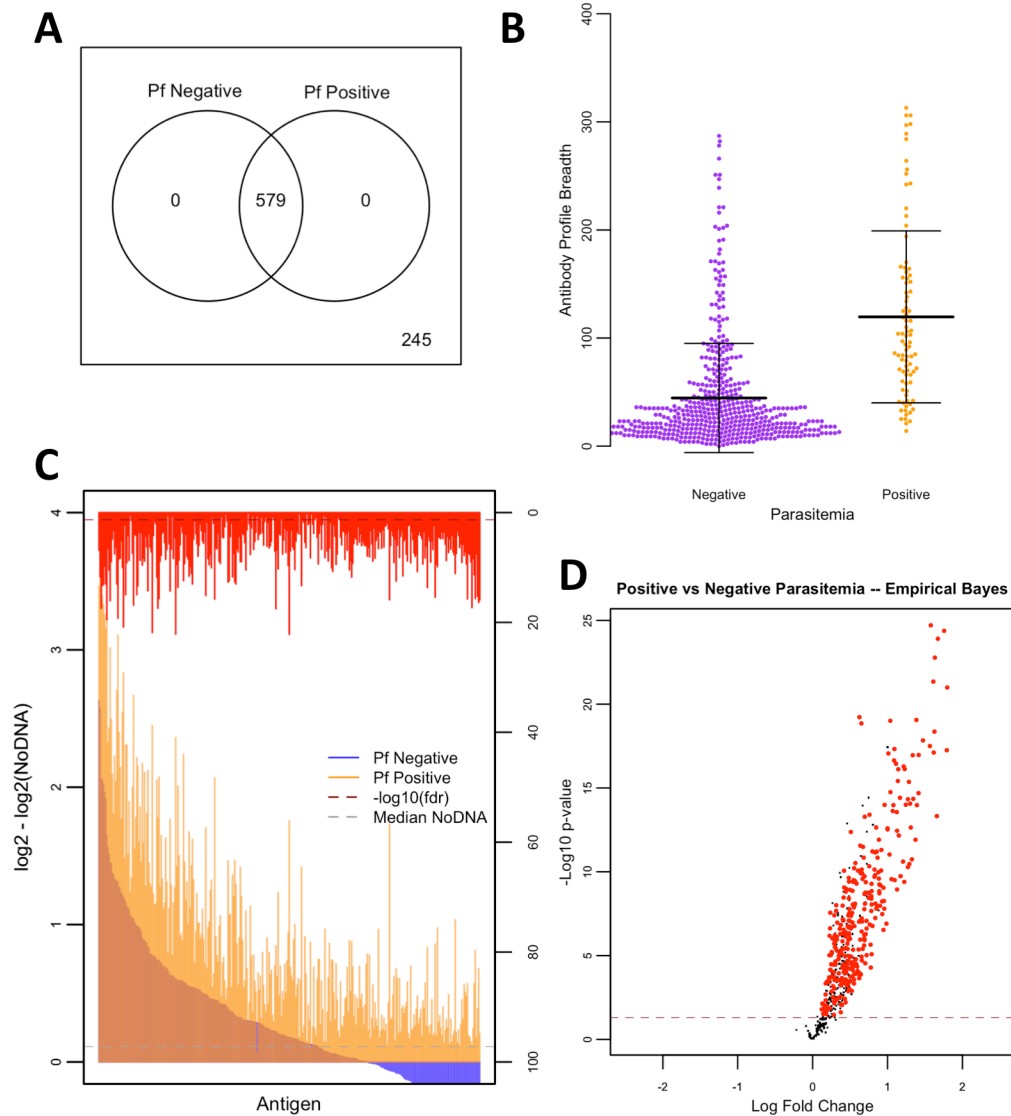 A
Pf Negative
Pf Positive
0
579
0
245
B
400
300
200
100
0
Antibody Profile Breadth
Negative
Positive
Parasitemia
C
4
3
2
1
0
log2 - log2(NoDNA)
0
20
40
60
80
100
Pf Negative
Pf Positive
-log10(fdr)
Median NoDNA
Antigen
D
Positive vs Negative Parasitemia -- Empirical Bayes
25
20
15
10
5
0
-Log10 p-value
-2
-1
0
1
2
Log Fold Change